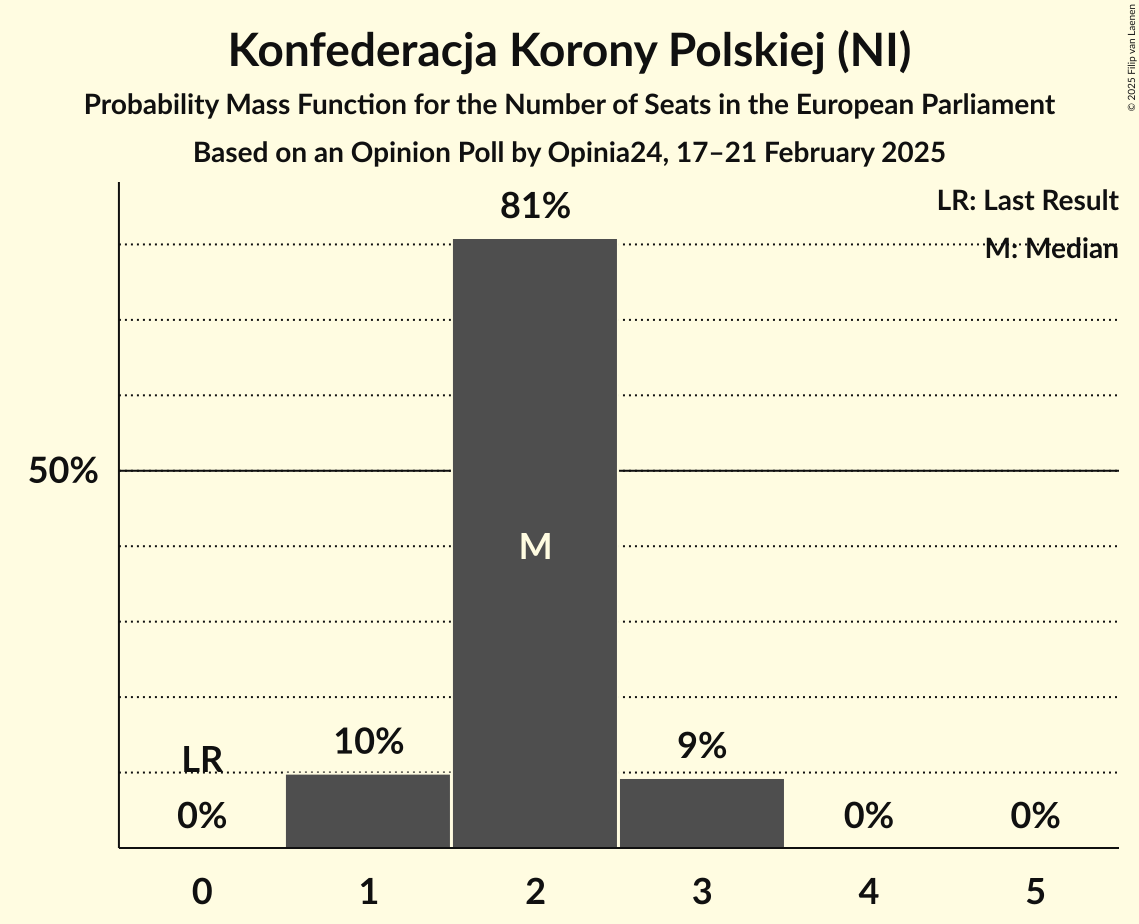 Konfederacja Korony Polskiej (NI)
Probability Mass Function for the Number of Seats in the European Parliament
Based on an Opinion Poll by Opinia24, 17–21 February 2025
© 2025 Filip van Laenen
LR: Last Result
M: Median
81%
50%
M
LR
10%
9%
0%
0%
0%
0
1
2
3
4
5